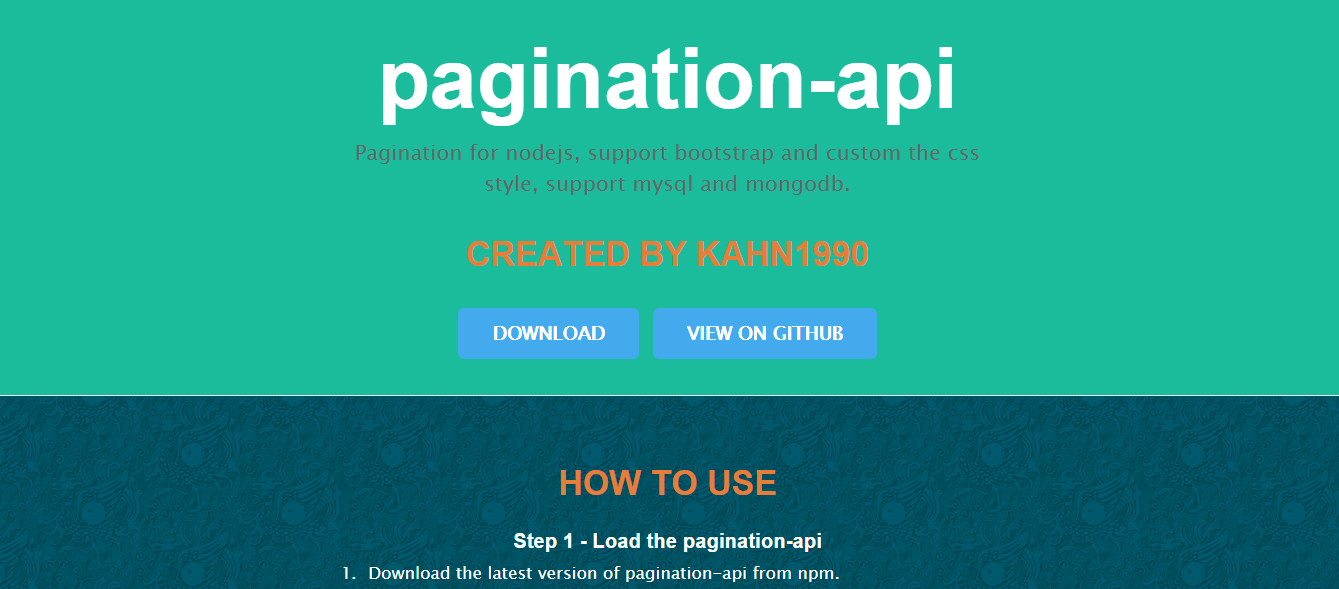 pagination-api
Pagination for nodejs, support bootstrap and custom the css
style, support mysql and mongodb.
CREATED BY KAHN1990
DOWNLOAD
VIEW ON GITHUB
HOW TO USE
Step 1 - Load the pagination-api
1. Download the latest version of pagination-api from npm.